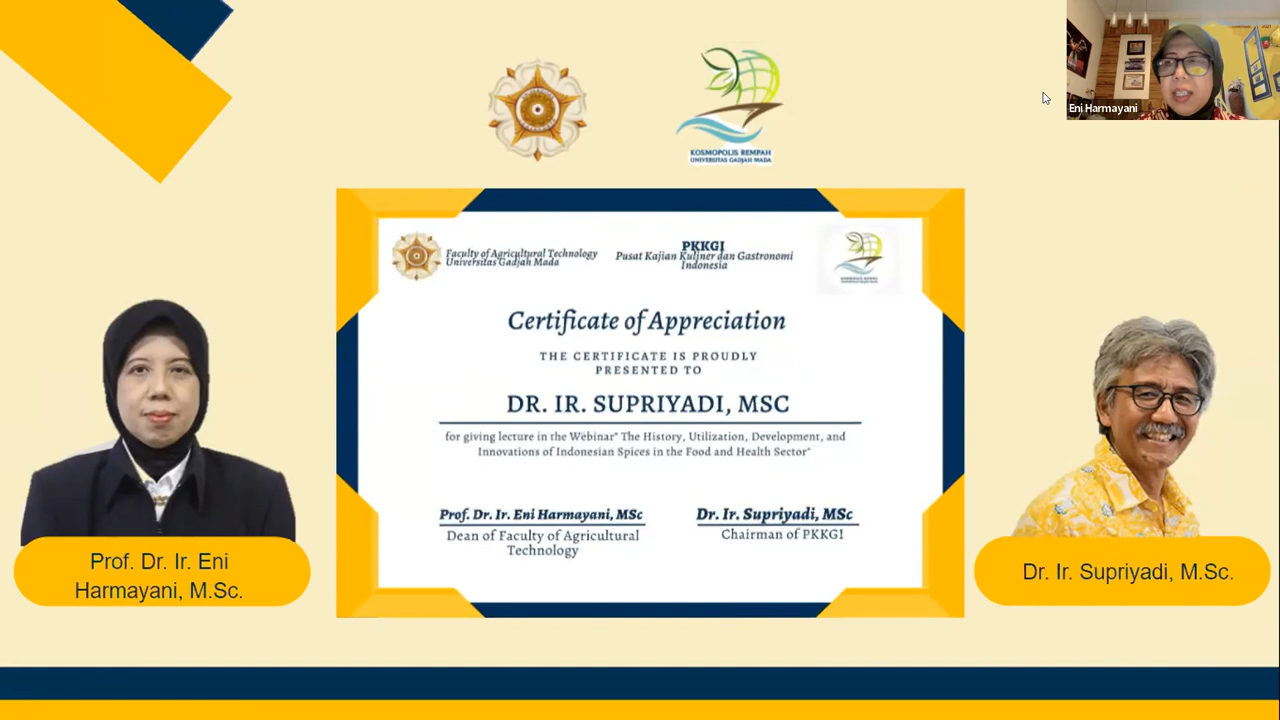 Eni Harmayani
KOSMOPOLIS REMPAH
UNIVERSITAS GADJAH MADA
Faculty of Agricultural Technology
Universitas Gadjah Mada
PKKGI
Pusat Kajian Kuliner dan Gastronomi
Indonesia
Certificate of Appreciation
THE CERTIFICATE IS PROUDLY
PRESENTED TO
DR. IR. SUPRIYADI, MSC
for giving lecture in the Webinar" The History, Utilization, Development, and
Innovations of Indonesian Spices in the Food and Health Sector"
Prof. Dr. Ir. Eni Harmayani, MSc
Dean of Faculty of Agricultural
Technology
Dr. Ir. Supriyadi, MSc
Chairman of PKKGI
Prof. Dr. Ir. Eni
Harmayani, M.Sc.
Dr. Ir. Supriyadi, M.Sc.